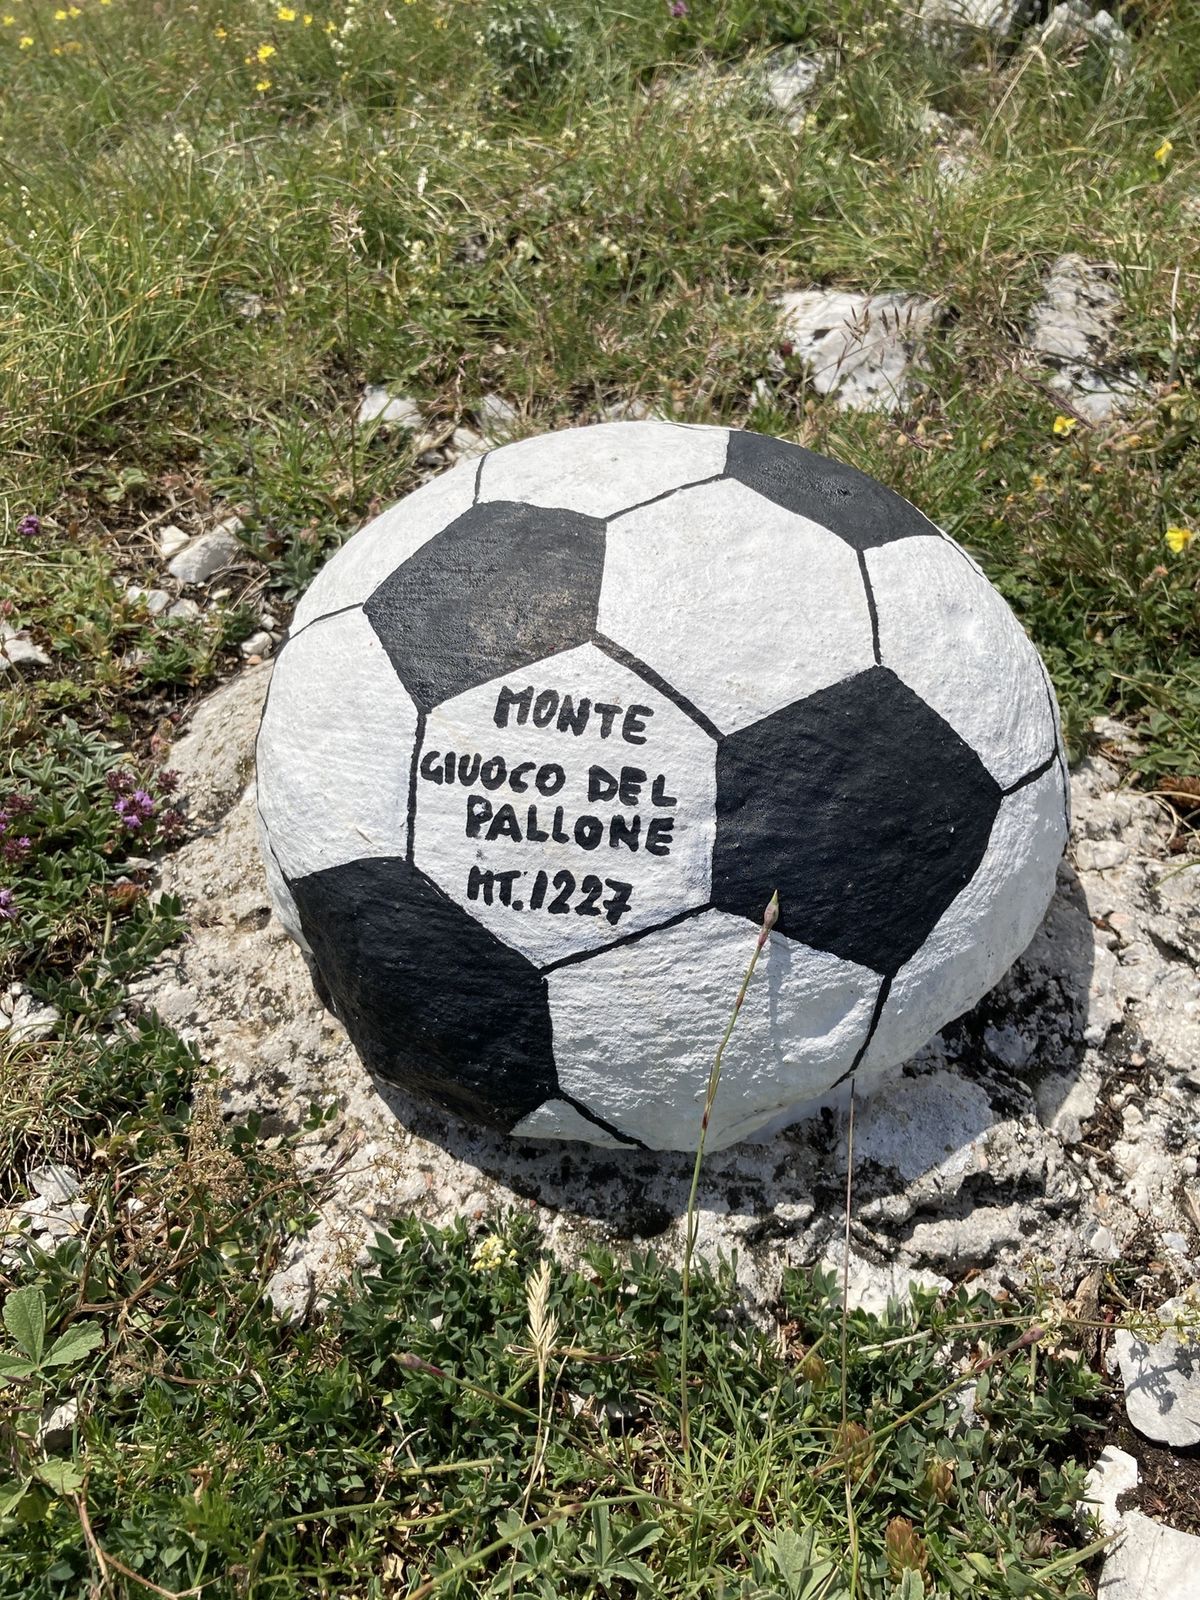 MONTE
GIUOCO DEL
PALLONE
MT. 1227